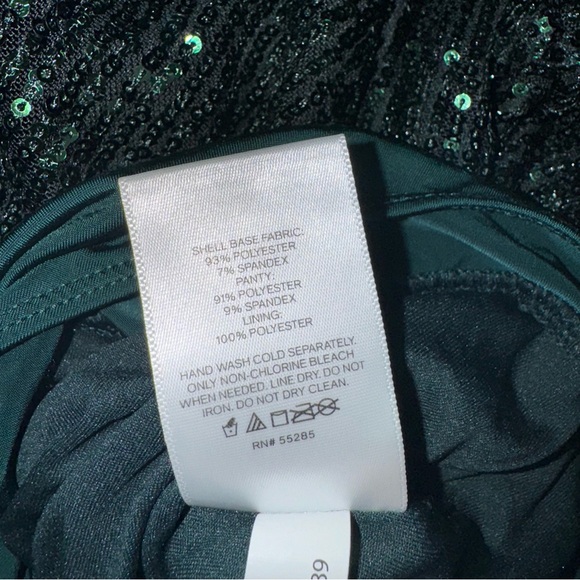 SHELL BASE FABRIC:
93% POLYESTER
7% SPANDEX
PANTY:
91% POLYESTER
9% SPANDEX
LINING:
100% POLYESTER
HAND WASH COLD SEPARATELY.
ONLY NON-CHLORINE BLEACH
WHEN NEEDED. LINE DRY. DO NOT
IRON. DO NOT DRY CLEAN.
RN# 55285
39